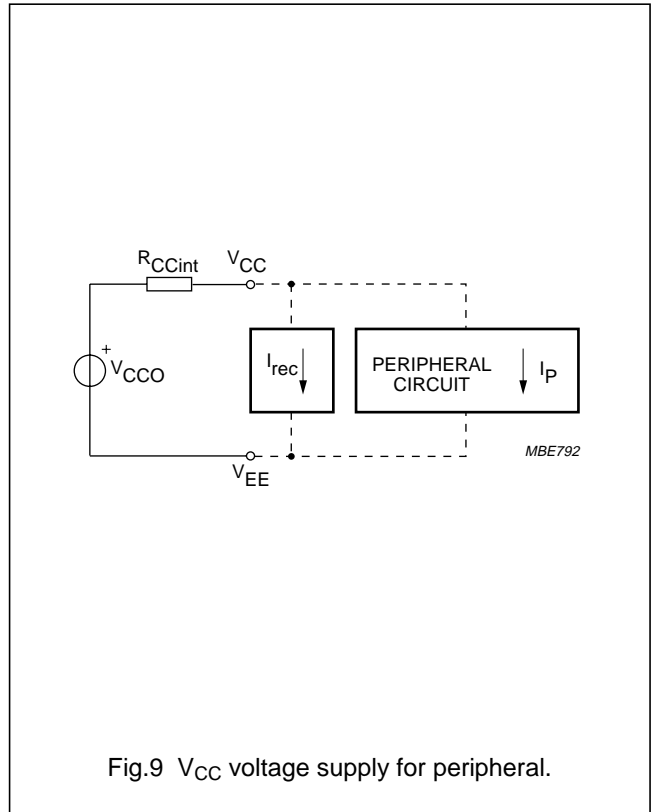 RCCint
VCC
+
VCCO
Irec
PERIPHERAL
CIRCUIT
IP
MBE792
VEE
Fig.9 VCC voltage supply for peripheral.